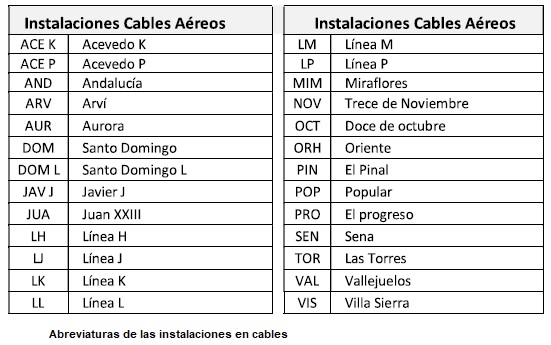 Instalaciones Cables Aéreos
ACE K Acevedo K
ACE P Acevedo P
AND Andalucía
ARV Arví
AUR Aurora
DOM Santo Domingo
DOM L Santo Domingo L
JAV J Javier J
JUA Juan XXIII
LH Línea H
LJ Línea J
LK Línea K
LL Línea L
Instalaciones Cables Aéreos
LM Línea M
LP Línea P
MIM Miraflores
NOV Trece de Noviembre
OCT Doce de octubre
ORH Oriente
PIN El Pinal
POP Popular
PRO El progreso
SEN Sena
TOR Las Torres
VAL Vallejuelos
VIS Villa Sierra
Abreviaturas de las instalaciones en cables